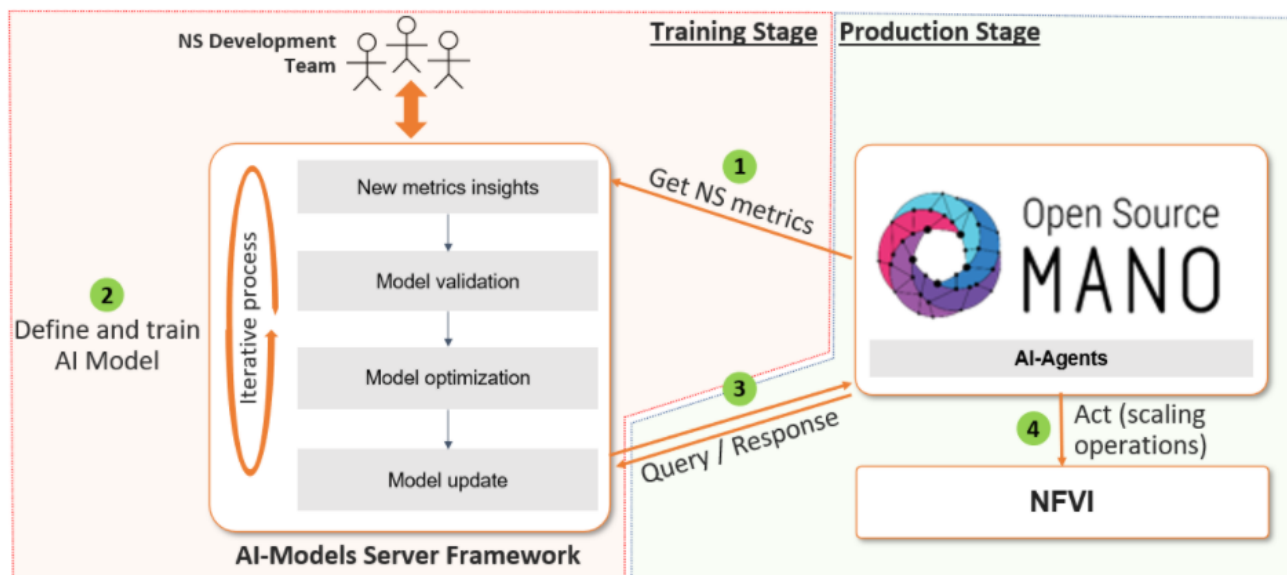 NS Development
Team
Training Stage
Production Stage
1
Get NS metrics
New metrics insights
Model validation
Model optimization
Model update
Iterative process
2
Define and train
AI Model
AI-Models Server Framework
3
Query / Response
Open Source
MANO
AI-Agents
4
Act (scaling
operations)
NFVI